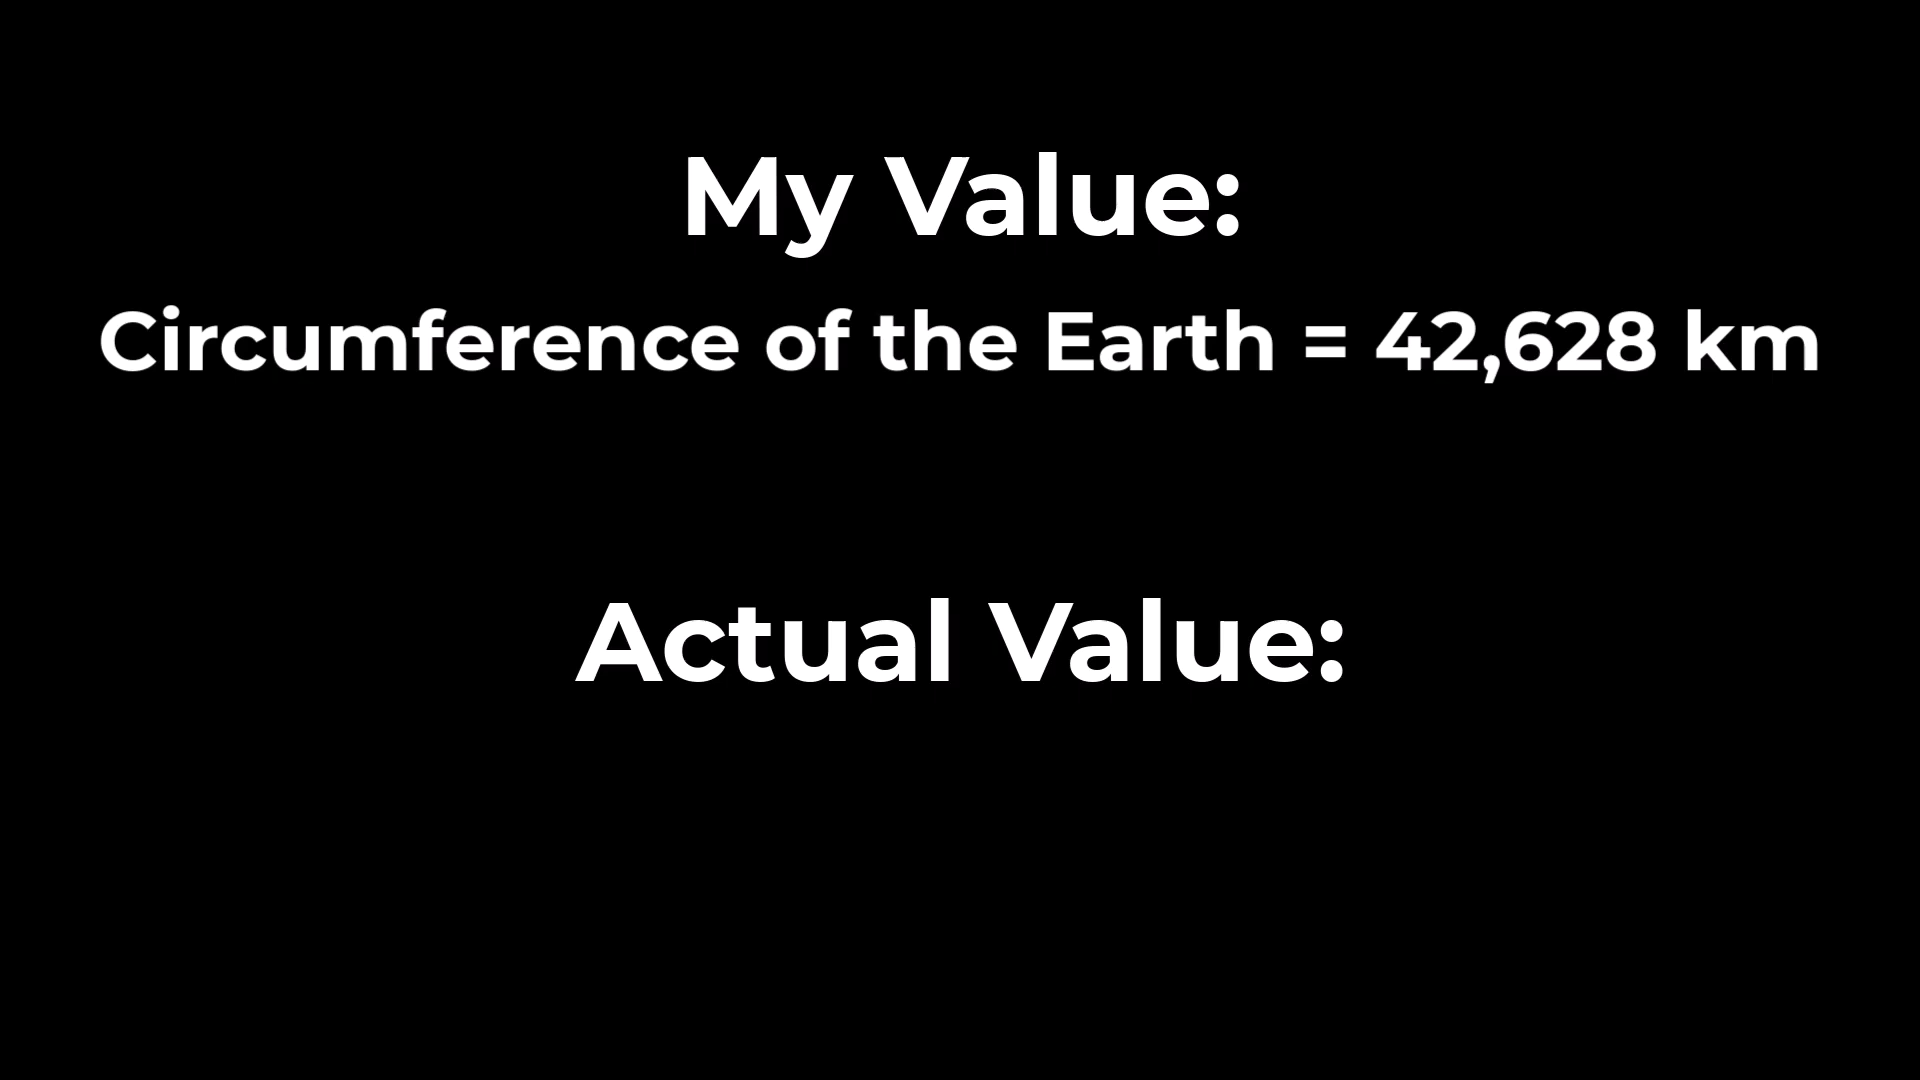 My Value:
Circumference of the Earth = 42,628 km
Actual Value: